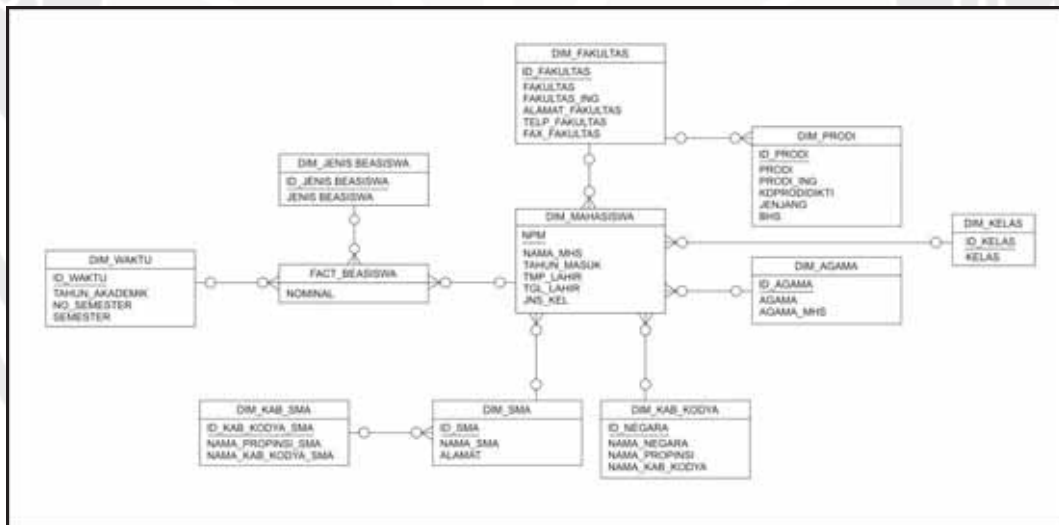 DIM_FAKULTAS
ID_FAKULTAS
FAKULTAS
FAKULTAS_ING
ALAMAT_FAKULTAS
TELP_FAKULTAS
FAX_FAKULTAS
DIM_PRODI
ID_PRODI
PRODI
PRODI_ING
KDPRODIDIKTI
JENJANG
BHS
DIM_JENIS BEASISWA
ID_JENIS BEASISWA
JENIS BEASISWA
DIM_MAHASISWA
NPM
NAMA_MHS
TAHUN_MASUK
TMP_LAHIR
TGL_LAHIR
JNS_KEL
DIM_KELAS
ID_KELAS
KELAS
DIM_WAKTU
ID_WAKTU
TAHUN_AKADEMIK
NO_SEMESTER
SEMESTER
FACT_BEASISWA
NOMINAL
DIM_AGAMA
ID_AGAMA
AGAMA
AGAMA_MHS
DIM_KAB_SMA
ID_KAB_KODYA_SMA
NAMA_PROPINSI_SMA
NAMA_KAB_KODYA_SMA
DIM_SMA
ID_SMA
NAMA_SMA
ALAMAT
DIM_KAB_KODYA
ID_NEGARA
NAMA_NEGARA
NAMA_PROPINSI
NAMA_KAB_KODYA